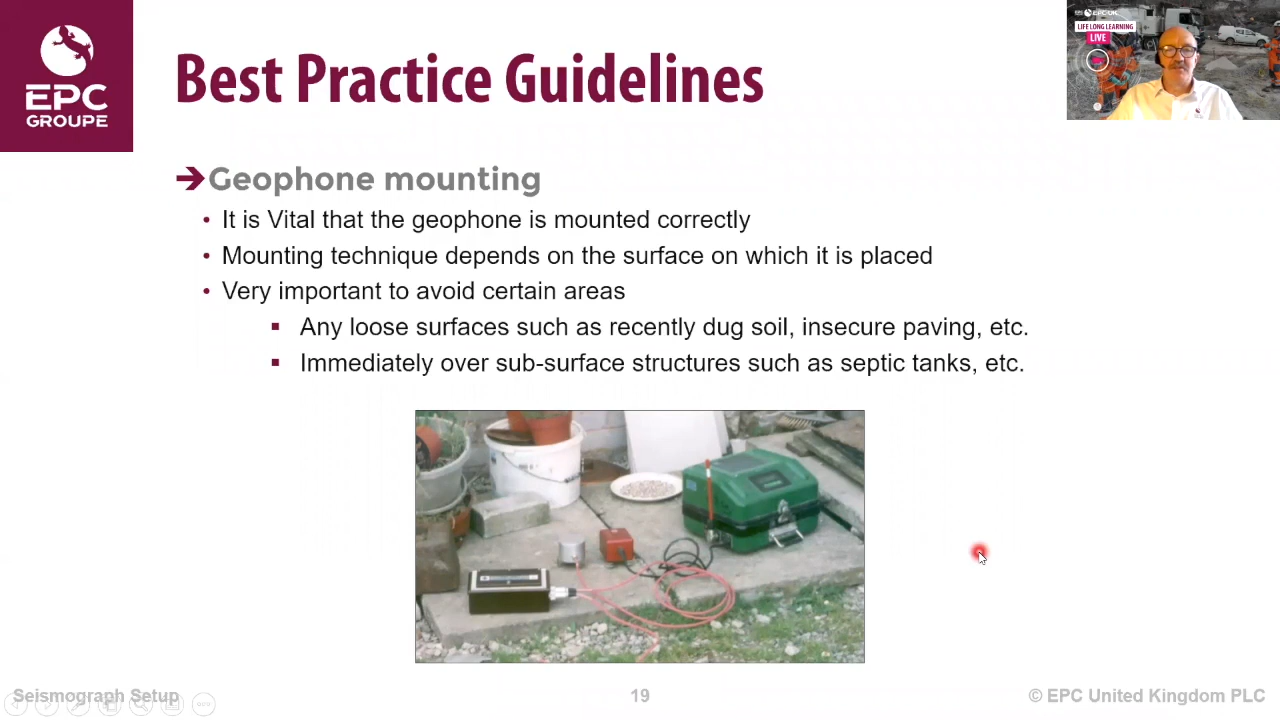 EPC
GROUPE
Best Practice Guidelines
EPC-UK
LIFE LONG LEARNING
LIVE
Geophone mounting
• It is Vital that the geophone is mounted correctly
• Mounting technique depends on the surface on which it is placed
• Very important to avoid certain areas
▪ Any loose surfaces such as recently dug soil, insecure paving, etc.
▪ Immediately over sub-surface structures such as septic tanks, etc.
Seismograph Setup
19
© EPC United Kingdom PLC